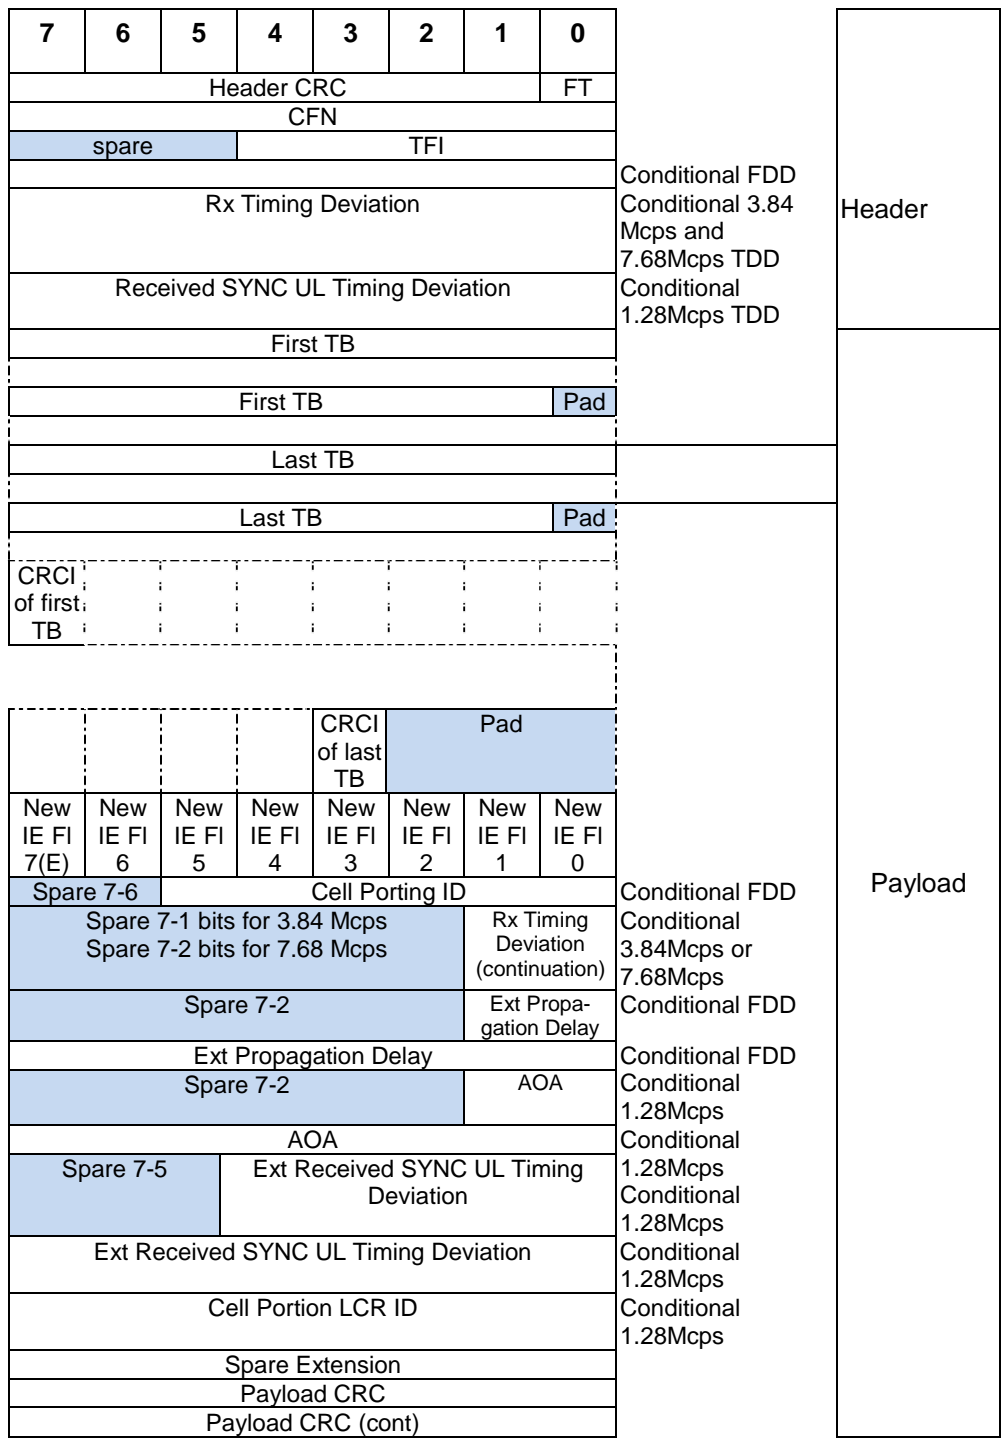 7 6 5 4 3 2 1 0
Header CRC FT
CFN
spare TFI
Conditional FDD
Rx Timing Deviation
Conditional 3.84
Mcps and
7.68Mcps TDD
Header
Received SYNC UL Timing Deviation
Conditional
1.28Mcps TDD
First TB
First TB Pad
Last TB
Last TB Pad
CRCI
of first
TB
CRCI
of last
TB
Pad
New
IE FI
7(E)
New
IE FI
6
New
IE FI
5
New
IE FI
4
New
IE FI
3
New
IE FI
2
New
IE FI
1
New
IE FI
0
Payload
Spare 7-6 Cell Porting ID Conditional FDD
Spare 7-1 bits for 3.84 Mcps
Spare 7-2 bits for 7.68 Mcps
Rx Timing
Deviation
(continuation)
Conditional
3.84Mcps or
7.68Mcps
Spare 7-2
Ext Propa-
gation Delay
Conditional FDD
Ext Propagation Delay Conditional FDD
Spare 7-2 AOA
Conditional
1.28Mcps
AOA
Conditional
1.28Mcps
Spare 7-5
Ext Received SYNC UL Timing
Deviation
Conditional
1.28Mcps
Ext Received SYNC UL Timing Deviation
Conditional
1.28Mcps
Cell Portion LCR ID
Conditional
1.28Mcps
Spare Extension
Payload CRC
Payload CRC (cont)